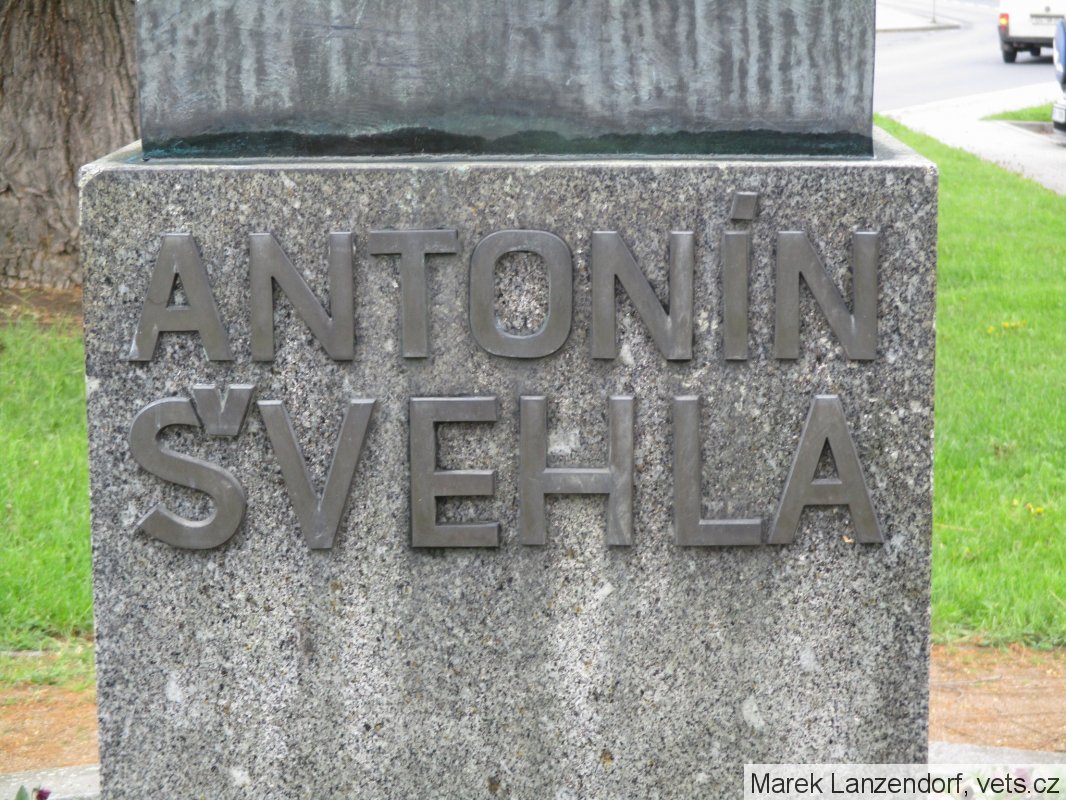 ANTONÍN
ŠVEHLA
Marek Lanzendorf, vets.cz